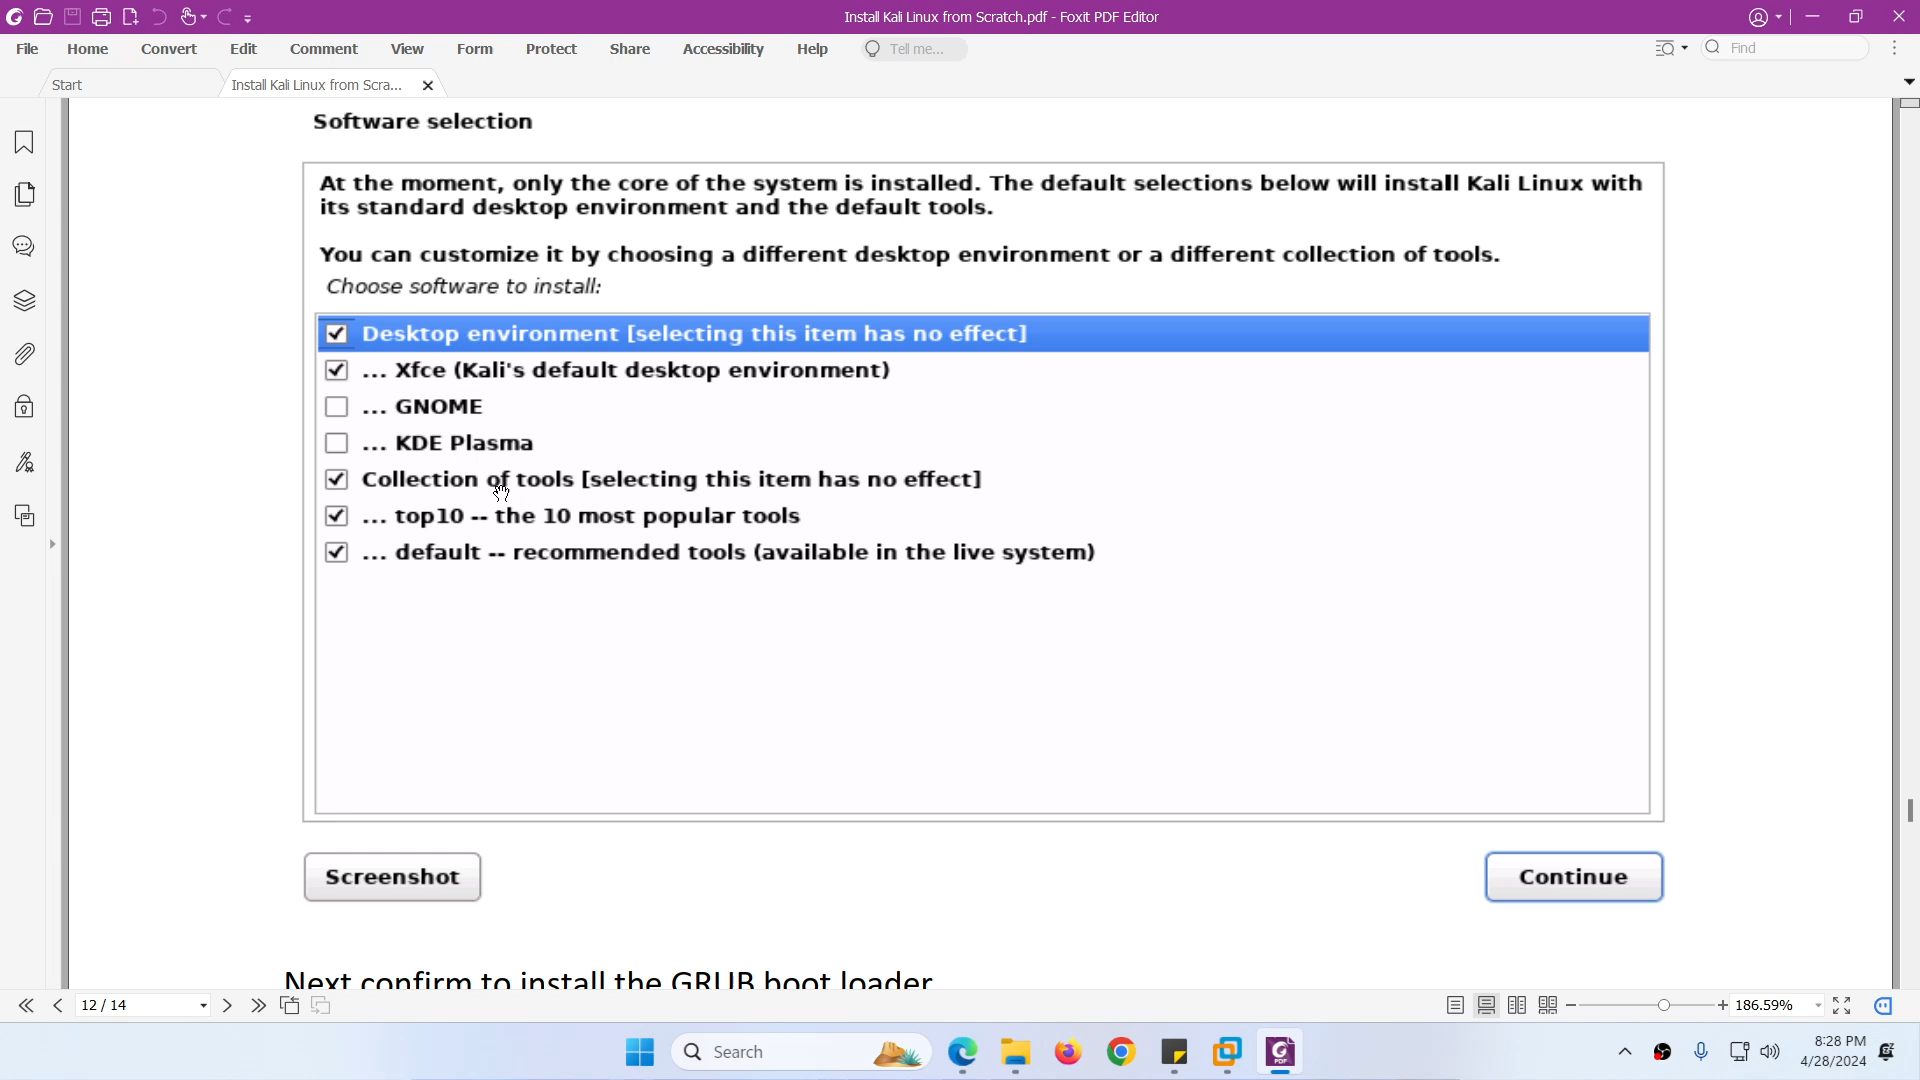 Install Kali Linux from Scratch.pdf - Foxit PDF Editor
File Home Convert Edit Comment View Form Protect Share Accessibility Help Tell me... Find
Start Install Kali Linux from Scra...
Software selection
At the moment, only the core of the system is installed. The default selections below will install Kali Linux with
its standard desktop environment and the default tools.
You can customize it by choosing a different desktop environment or a different collection of tools.
Choose software to install:
Desktop environment [selecting this item has no effect]
... Xfce (Kali's default desktop environment)
... GNOME
... KDE Plasma
Collection of tools [selecting this item has no effect]
... top10 -- the 10 most popular tools
... default -- recommended tools (available in the live system)
Screenshot Continue
Next confirm to install the GRUB boot loader
12 / 14 186.59%
Search PDF 8:28 PM
4/28/2024